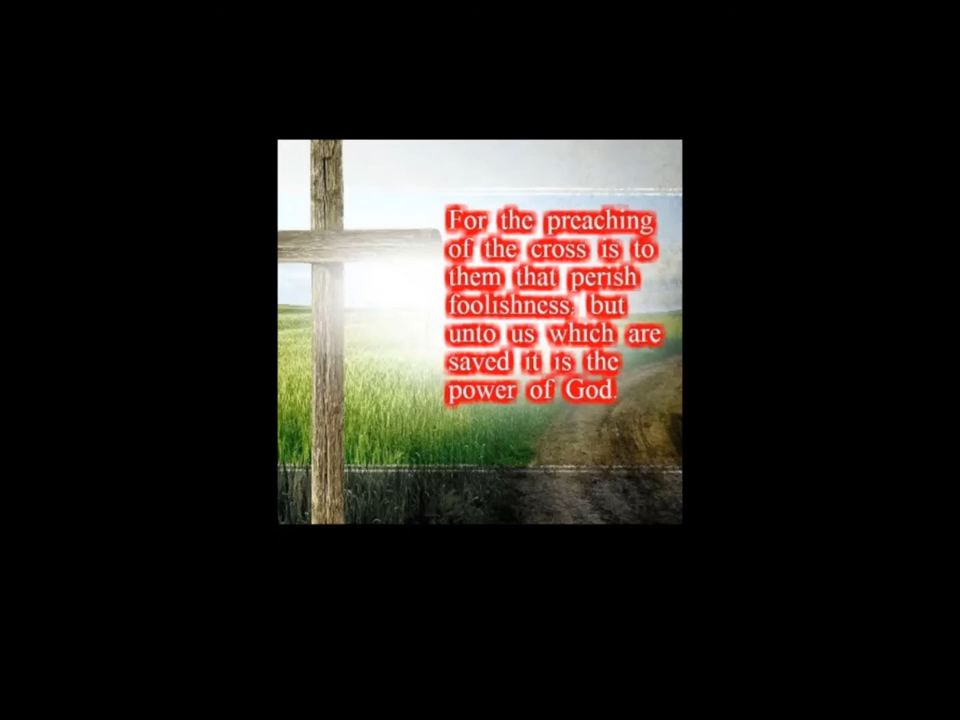 For the preaching
of the cross is to
them that perish
foolishness; but
unto us which are
saved it is the
power of God.